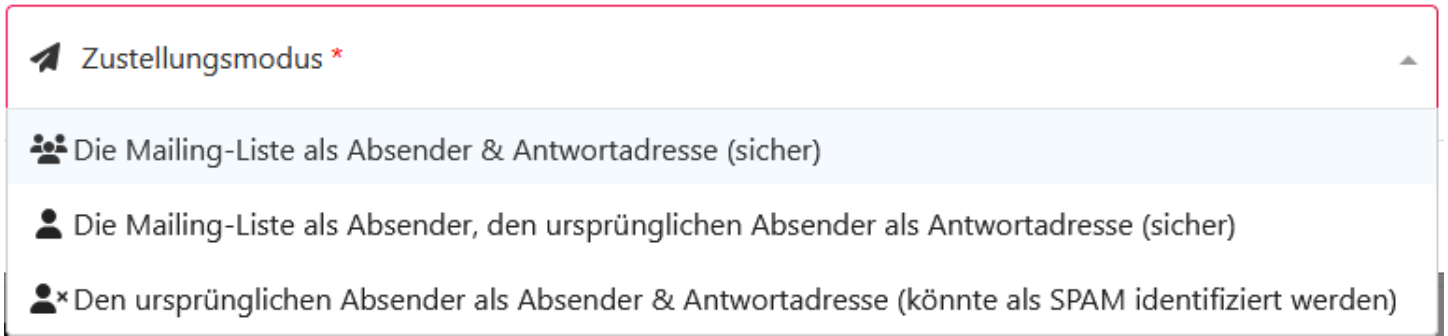 Zustellungsmodus *
Die Mailing-Liste als Absender & Antwortadresse (sicher)
Die Mailing-Liste als Absender, den ursprünglichen Absender als Antwortadresse (sicher)
Den ursprünglichen Absender als Absender & Antwortadresse (könnte als SPAM identifiziert werden)